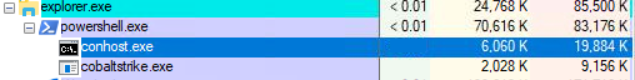 explorer.exe < 0.01 24,768 K 85,500 K
powershell.exe < 0.01 70,616 K 83,176 K
conhost.exe 6,060 K 19,884 K
cobaltstrike.exe 2,028 K 9,156 K